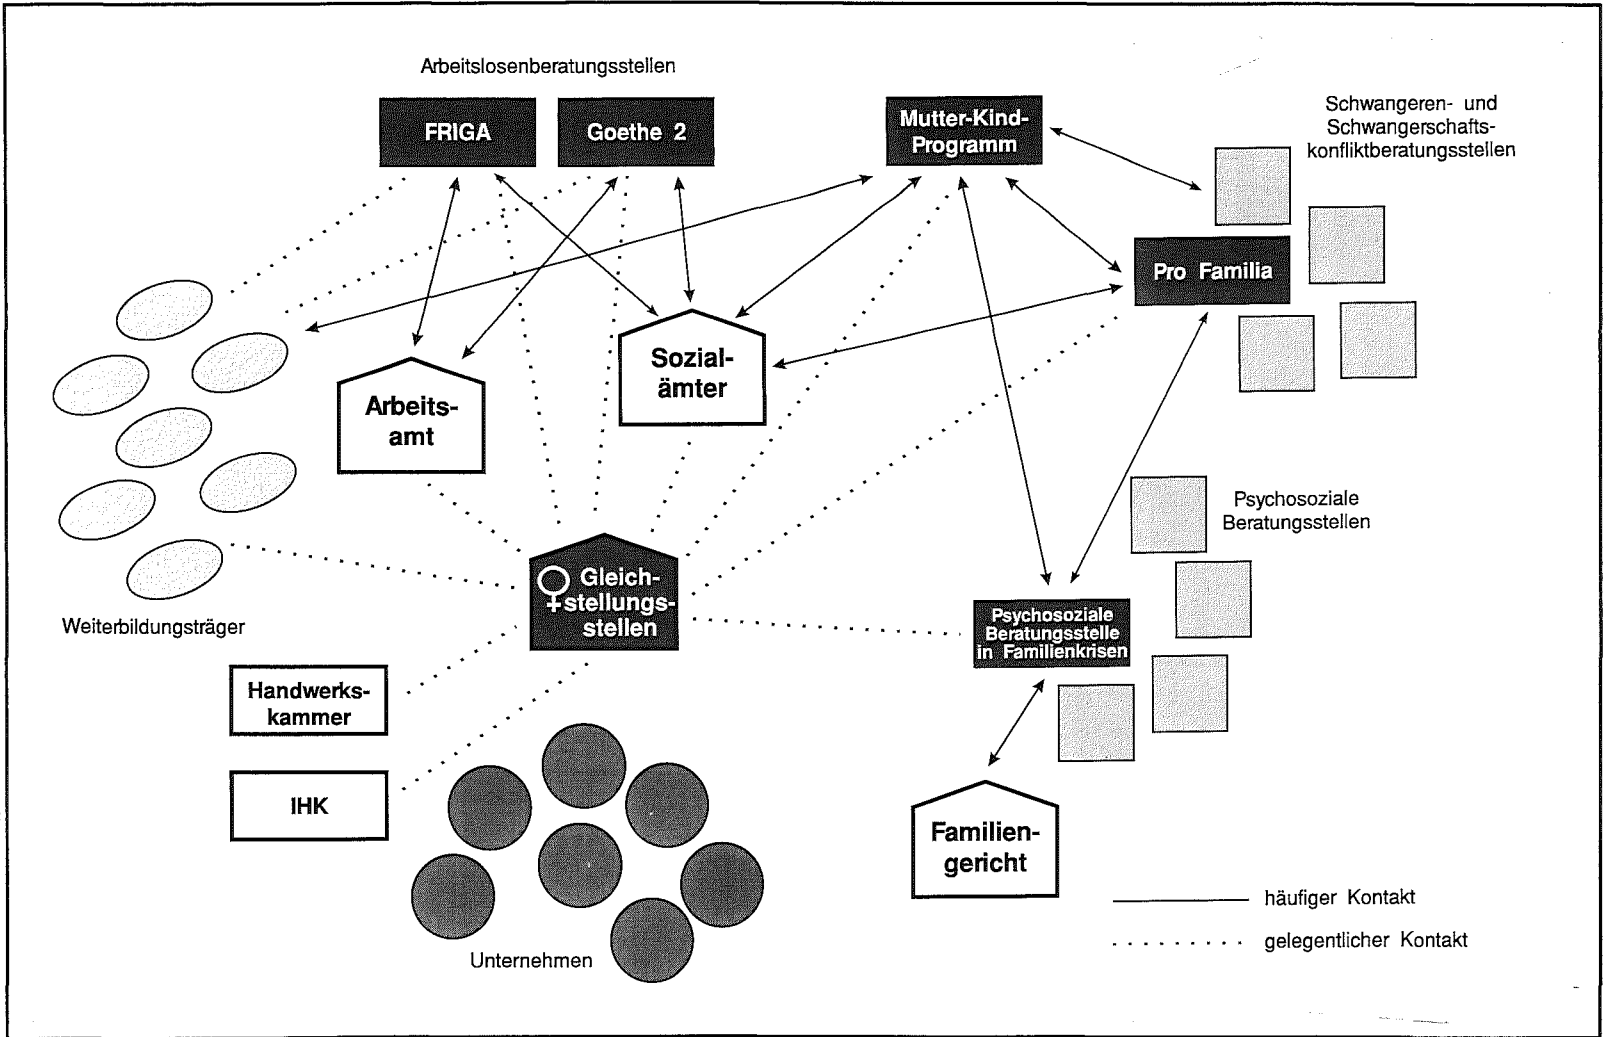 Arbeitslosenberatungsstellen
FRIGA
Goethe 2
Mutter-Kind-
Programm
Schwangeren- und
Schwangerschafts-
konfliktberatungsstellen
Pro Familia
Sozial-
ämter
Arbeits-
amt
Psychosoziale
Beratungsstellen
Gleich-
stellungs-
stellen
Weiterbildungsträger
Psychosoziale
Beratungsstelle
in Familienkrisen
Handwerks-
kammer
IHK
Familien-
gericht
Unternehmen
häufiger Kontakt
gelegentlicher Kontakt